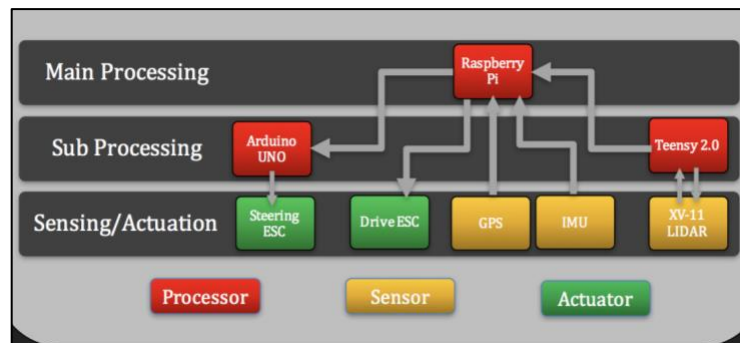 Main Processing
Raspberry
Pi
Sub Processing
Arduino
UNO
Teensy 2.0
Sensing/Actuation
Steering
ESC
Drive ESC
GPS
IMU
XV-11
LIDAR
Processor
Sensor
Actuator